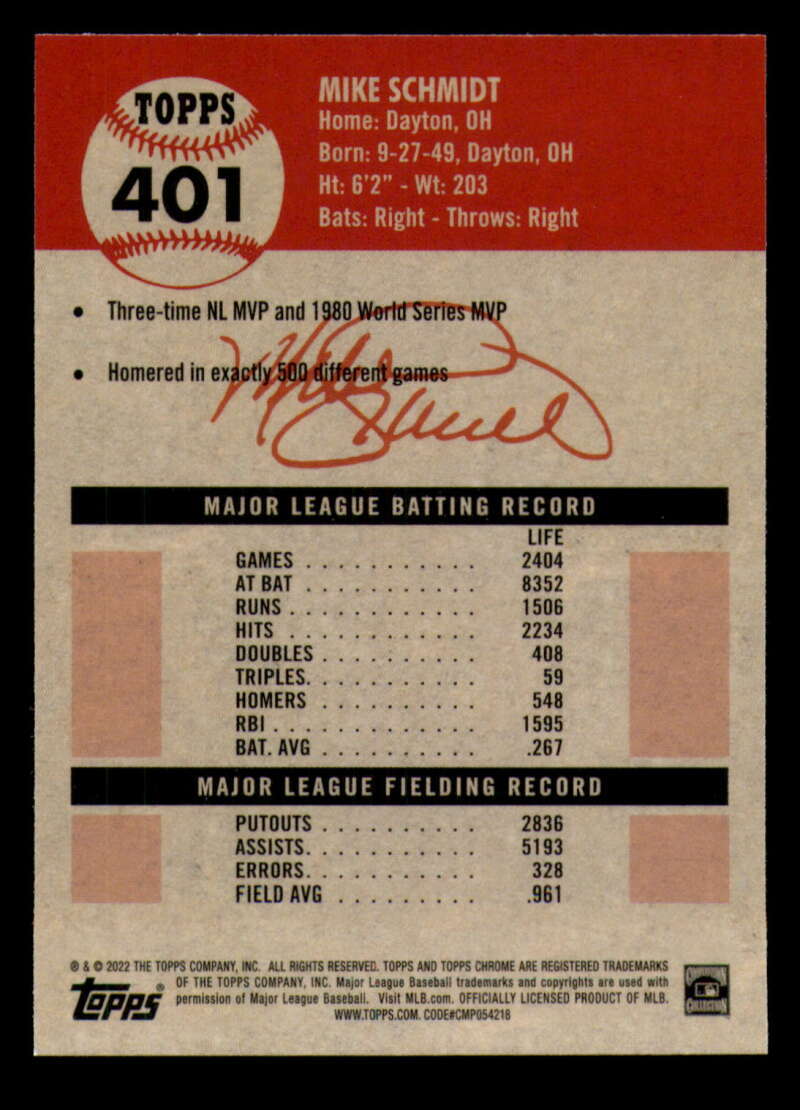 TOPPS
401
MIKE SCHMIDT
Home: Dayton, OH
Born: 9-27-49, Dayton, OH
Ht: 6'2" - Wt: 203
Bats: Right - Throws: Right
• Three-time NL MVP and 1980 World Series MVP
• Homered in exactly 500 different games
Mike Schmidt
MAJOR LEAGUE BATTING RECORD
LIFE
GAMES . . . . . . . . . . . 2404
AT BAT . . . . . . . . . . . 8352
RUNS . . . . . . . . . . . . 1506
HITS . . . . . . . . . . . . 2234
DOUBLES . . . . . . . . . . 408
TRIPLES. . . . . . . . . . . 59
HOMERS . . . . . . . . . . 548
RBI . . . . . . . . . . . . . 1595
BAT. AVG . . . . . . . . . . .267
MAJOR LEAGUE FIELDING RECORD
PUTOUTS . . . . . . . . . . 2836
ASSISTS. . . . . . . . . . . 5193
ERRORS. . . . . . . . . . . 328
FIELD AVG . . . . . . . . . .961
® & © 2022 THE TOPPS COMPANY, INC. ALL RIGHTS RESERVED. TOPPS AND TOPPS CHROME ARE REGISTERED TRADEMARKS
OF THE TOPPS COMPANY, INC. Major League Baseball trademarks and copyrights are used with
permission of Major League Baseball. Visit MLB.com. OFFICIALLY LICENSED PRODUCT OF MLB.
WWW.TOPPS.COM. CODE#CMP054218
topps®
COOPERSTOWN
COLLECTION